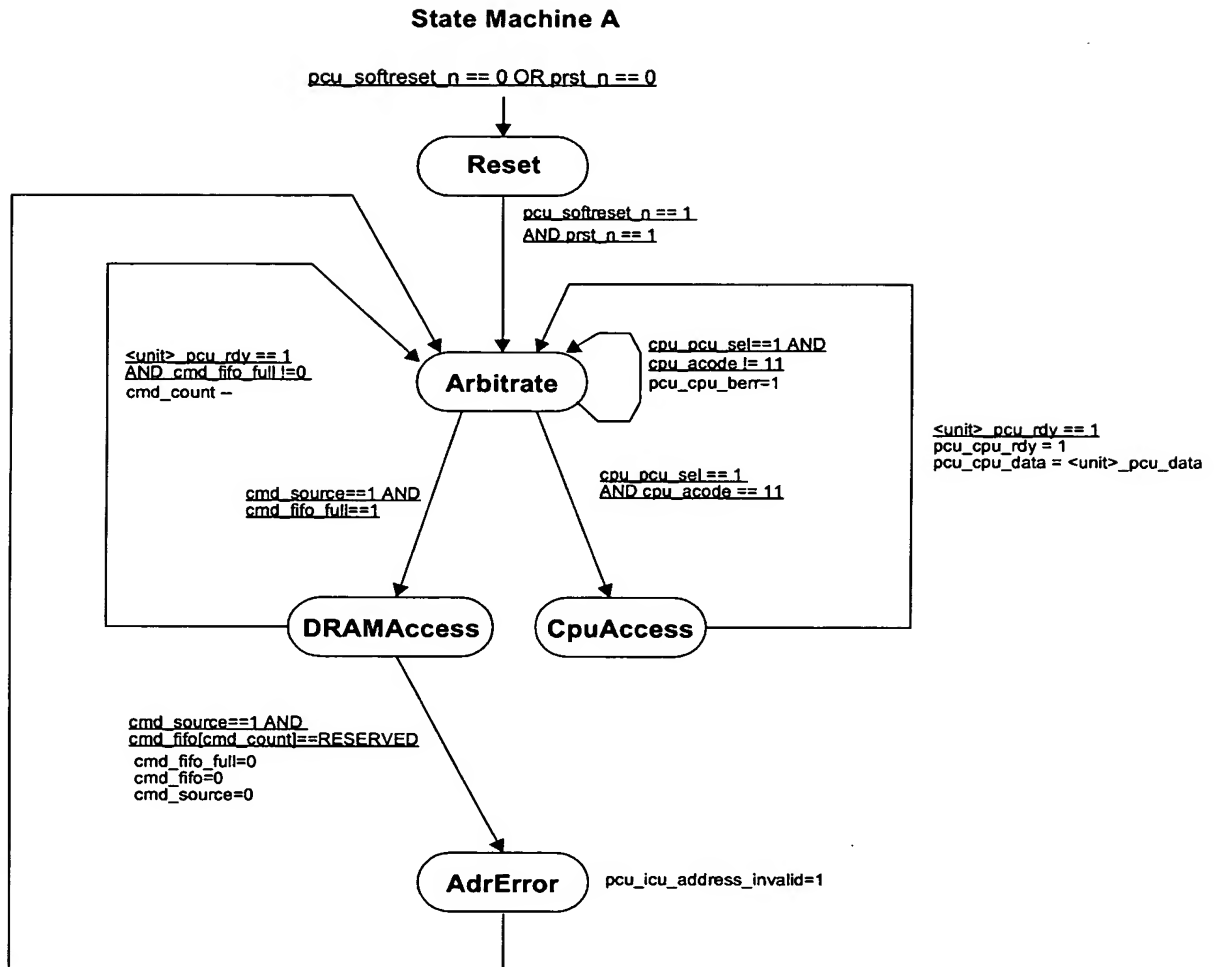 State Machine A
pcu_softreset_n == 0 OR prst_n == 0
Reset
pcu_softreset_n == 1
AND prst_n == 1
<unit>_pcu_rdy == 1
AND cmd_fifo_full !=0
cmd_count --
Arbitrate
cpu_pcu_sel==1 AND
cpu_acode != 11
pcu_cpu_berr=1
<unit>_pcu_rdy == 1
pcu_cpu_rdy = 1
pcu_cpu_data = <unit>_pcu_data
cmd_source==1 AND
cmd_fifo_full==1
cpu_pcu_sel == 1
AND cpu_acode == 11
DRAMAccess
CpuAccess
cmd_source==1 AND
cmd_fifo[cmd_count]==RESERVED
cmd_fifo_full=0
cmd_fifo=0
cmd_source=0
AdrError
pcu_icu_address_invalid=1